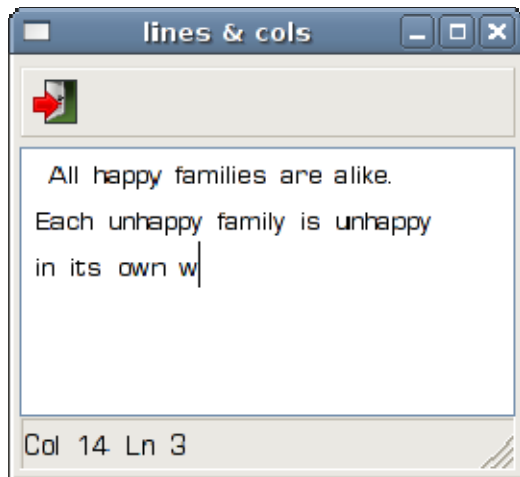 lines & cols
All happy families are alike.
Each unhappy family is unhappy
in its own w
Col 14 Ln 3